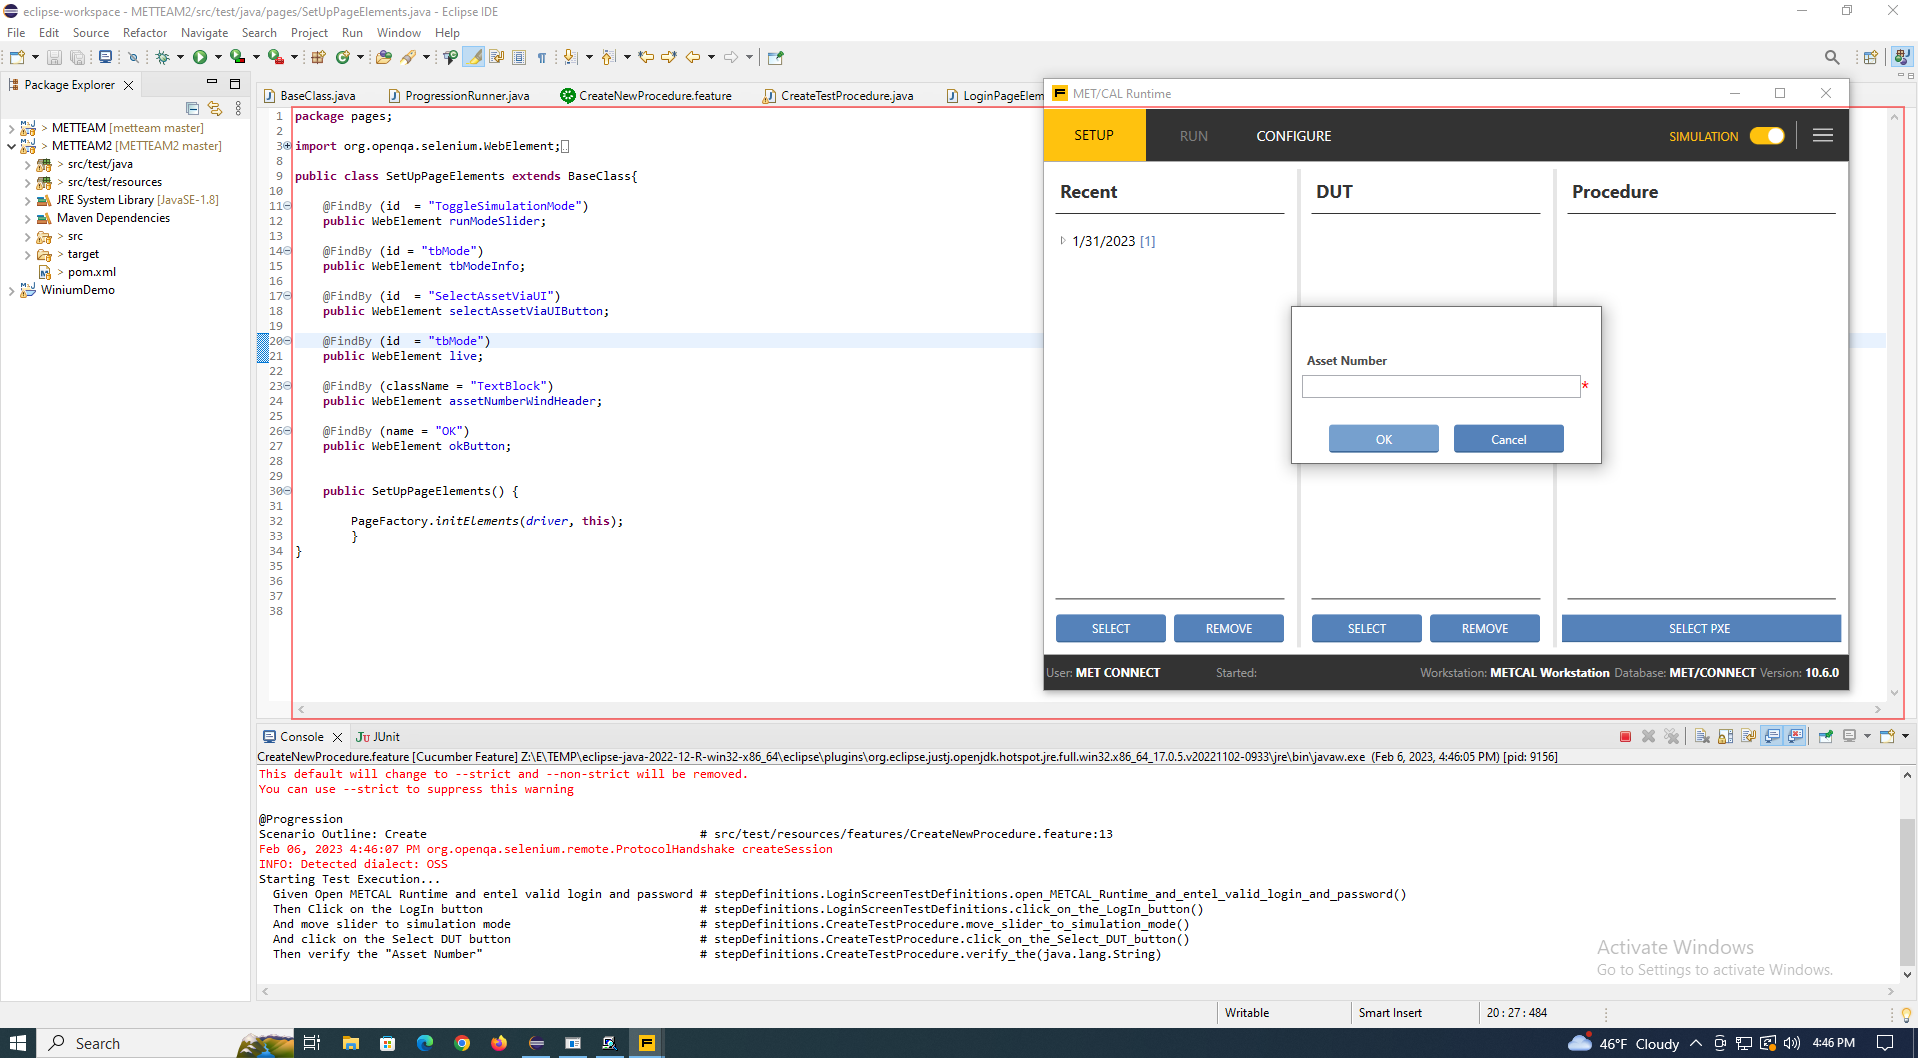 eclipse-workspace - METTEAM2/src/test/java/pages/SetUpPageElements.java - Eclipse IDE
File Edit Source Refactor Navigate Search Project Run Window Help
Package Explorer
> METTEAM [metteam master]
> METTEAM2 [METTEAM2 master]
> src/test/java
> src/test/resources
JRE System Library [JavaSE-1.8]
Maven Dependencies
> src
> target
> pom.xml
WiniumDemo
BaseClass.java ProgressionRunner.java CreateNewProcedure.feature CreateTestProcedure.java LoginPageElem
1 package pages;
2
3 import org.openqa.selenium.WebElement;
8
9 public class SetUpPageElements extends BaseClass{
10
11 @FindBy (id  = "ToggleSimulationMode")
12 public WebElement runModeSlider;
13
14 @FindBy (id = "tbMode")
15 public WebElement tbModeInfo;
16
17 @FindBy (id  = "SelectAssetViaUI")
18 public WebElement selectAssetViaUIButton;
19
20 @FindBy (id  = "tbMode")
21 public WebElement live;
22
23 @FindBy (className = "TextBlock")
24 public WebElement assetNumberWindHeader;
25
26 @FindBy (name = "OK")
27 public WebElement okButton;
28
29
30 public SetUpPageElements() {
31
32 PageFactory.initElements(driver, this);
33 }
34 }
35
36
37
38
MET/CAL Runtime
SETUP RUN CONFIGURE SIMULATION
Recent DUT Procedure
1/31/2023 [1]
Asset Number
*
OK Cancel
SELECT REMOVE SELECT REMOVE SELECT PXE
User: MET CONNECT Started: Workstation: METCAL Workstation Database: MET/CONNECT Version: 10.6.0
Console JUnit
CreateNewProcedure.feature [Cucumber Feature] Z:\E\TEMP\eclipse-java-2022-12-R-win32-x86_64\eclipse\plugins\org.eclipse.justj.openjdk.hotspot.jre.full.win32.x86_64_17.0.5.v20221102-0933\jre\bin\javaw.exe (Feb 6, 2023, 4:46:05 PM) [pid: 9156]
This default will change to --strict and --non-strict will be removed.
You can use --strict to suppress this warning
@Progression
Scenario Outline: Create # src/test/resources/features/CreateNewProcedure.feature:13
Feb 06, 2023 4:46:07 PM org.openqa.selenium.remote.ProtocolHandshake createSession
INFO: Detected dialect: OSS
Starting Test Execution...
Given Open METCAL Runtime and entel valid login and password # stepDefinitions.LoginScreenTestDefinitions.open_METCAL_Runtime_and_entel_valid_login_and_password()
Then Click on the LogIn button # stepDefinitions.LoginScreenTestDefinitions.click_on_the_LogIn_button()
And move slider to simulation mode # stepDefinitions.CreateTestProcedure.move_slider_to_simulation_mode()
And click on the Select DUT button # stepDefinitions.CreateTestProcedure.click_on_the_Select_DUT_button()
Then verify the "Asset Number" # stepDefinitions.CreateTestProcedure.verify_the(java.lang.String)
Activate Windows
Go to Settings to activate Windows.
Writable Smart Insert 20 : 27 : 484
Search 46°F Cloudy 4:46 PM